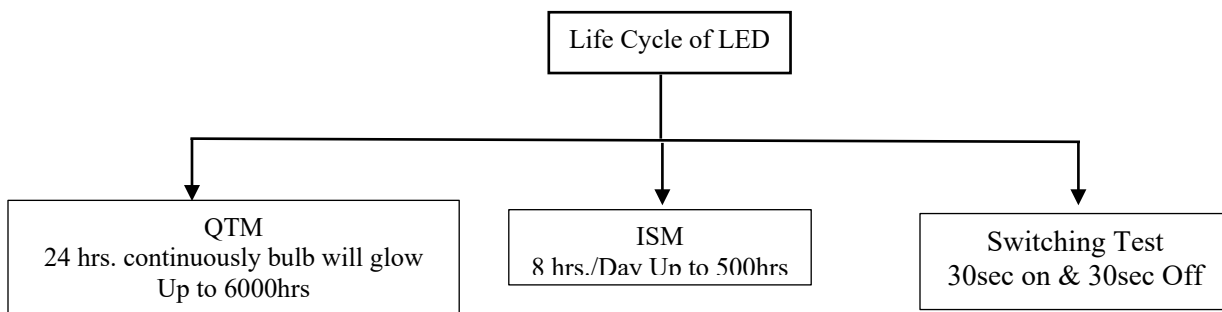 Life Cycle of LED
QTM
24 hrs. continuously bulb will glow
Up to 6000hrs
ISM
8 hrs./Day Up to 500hrs
Switching Test
30sec on & 30sec Off